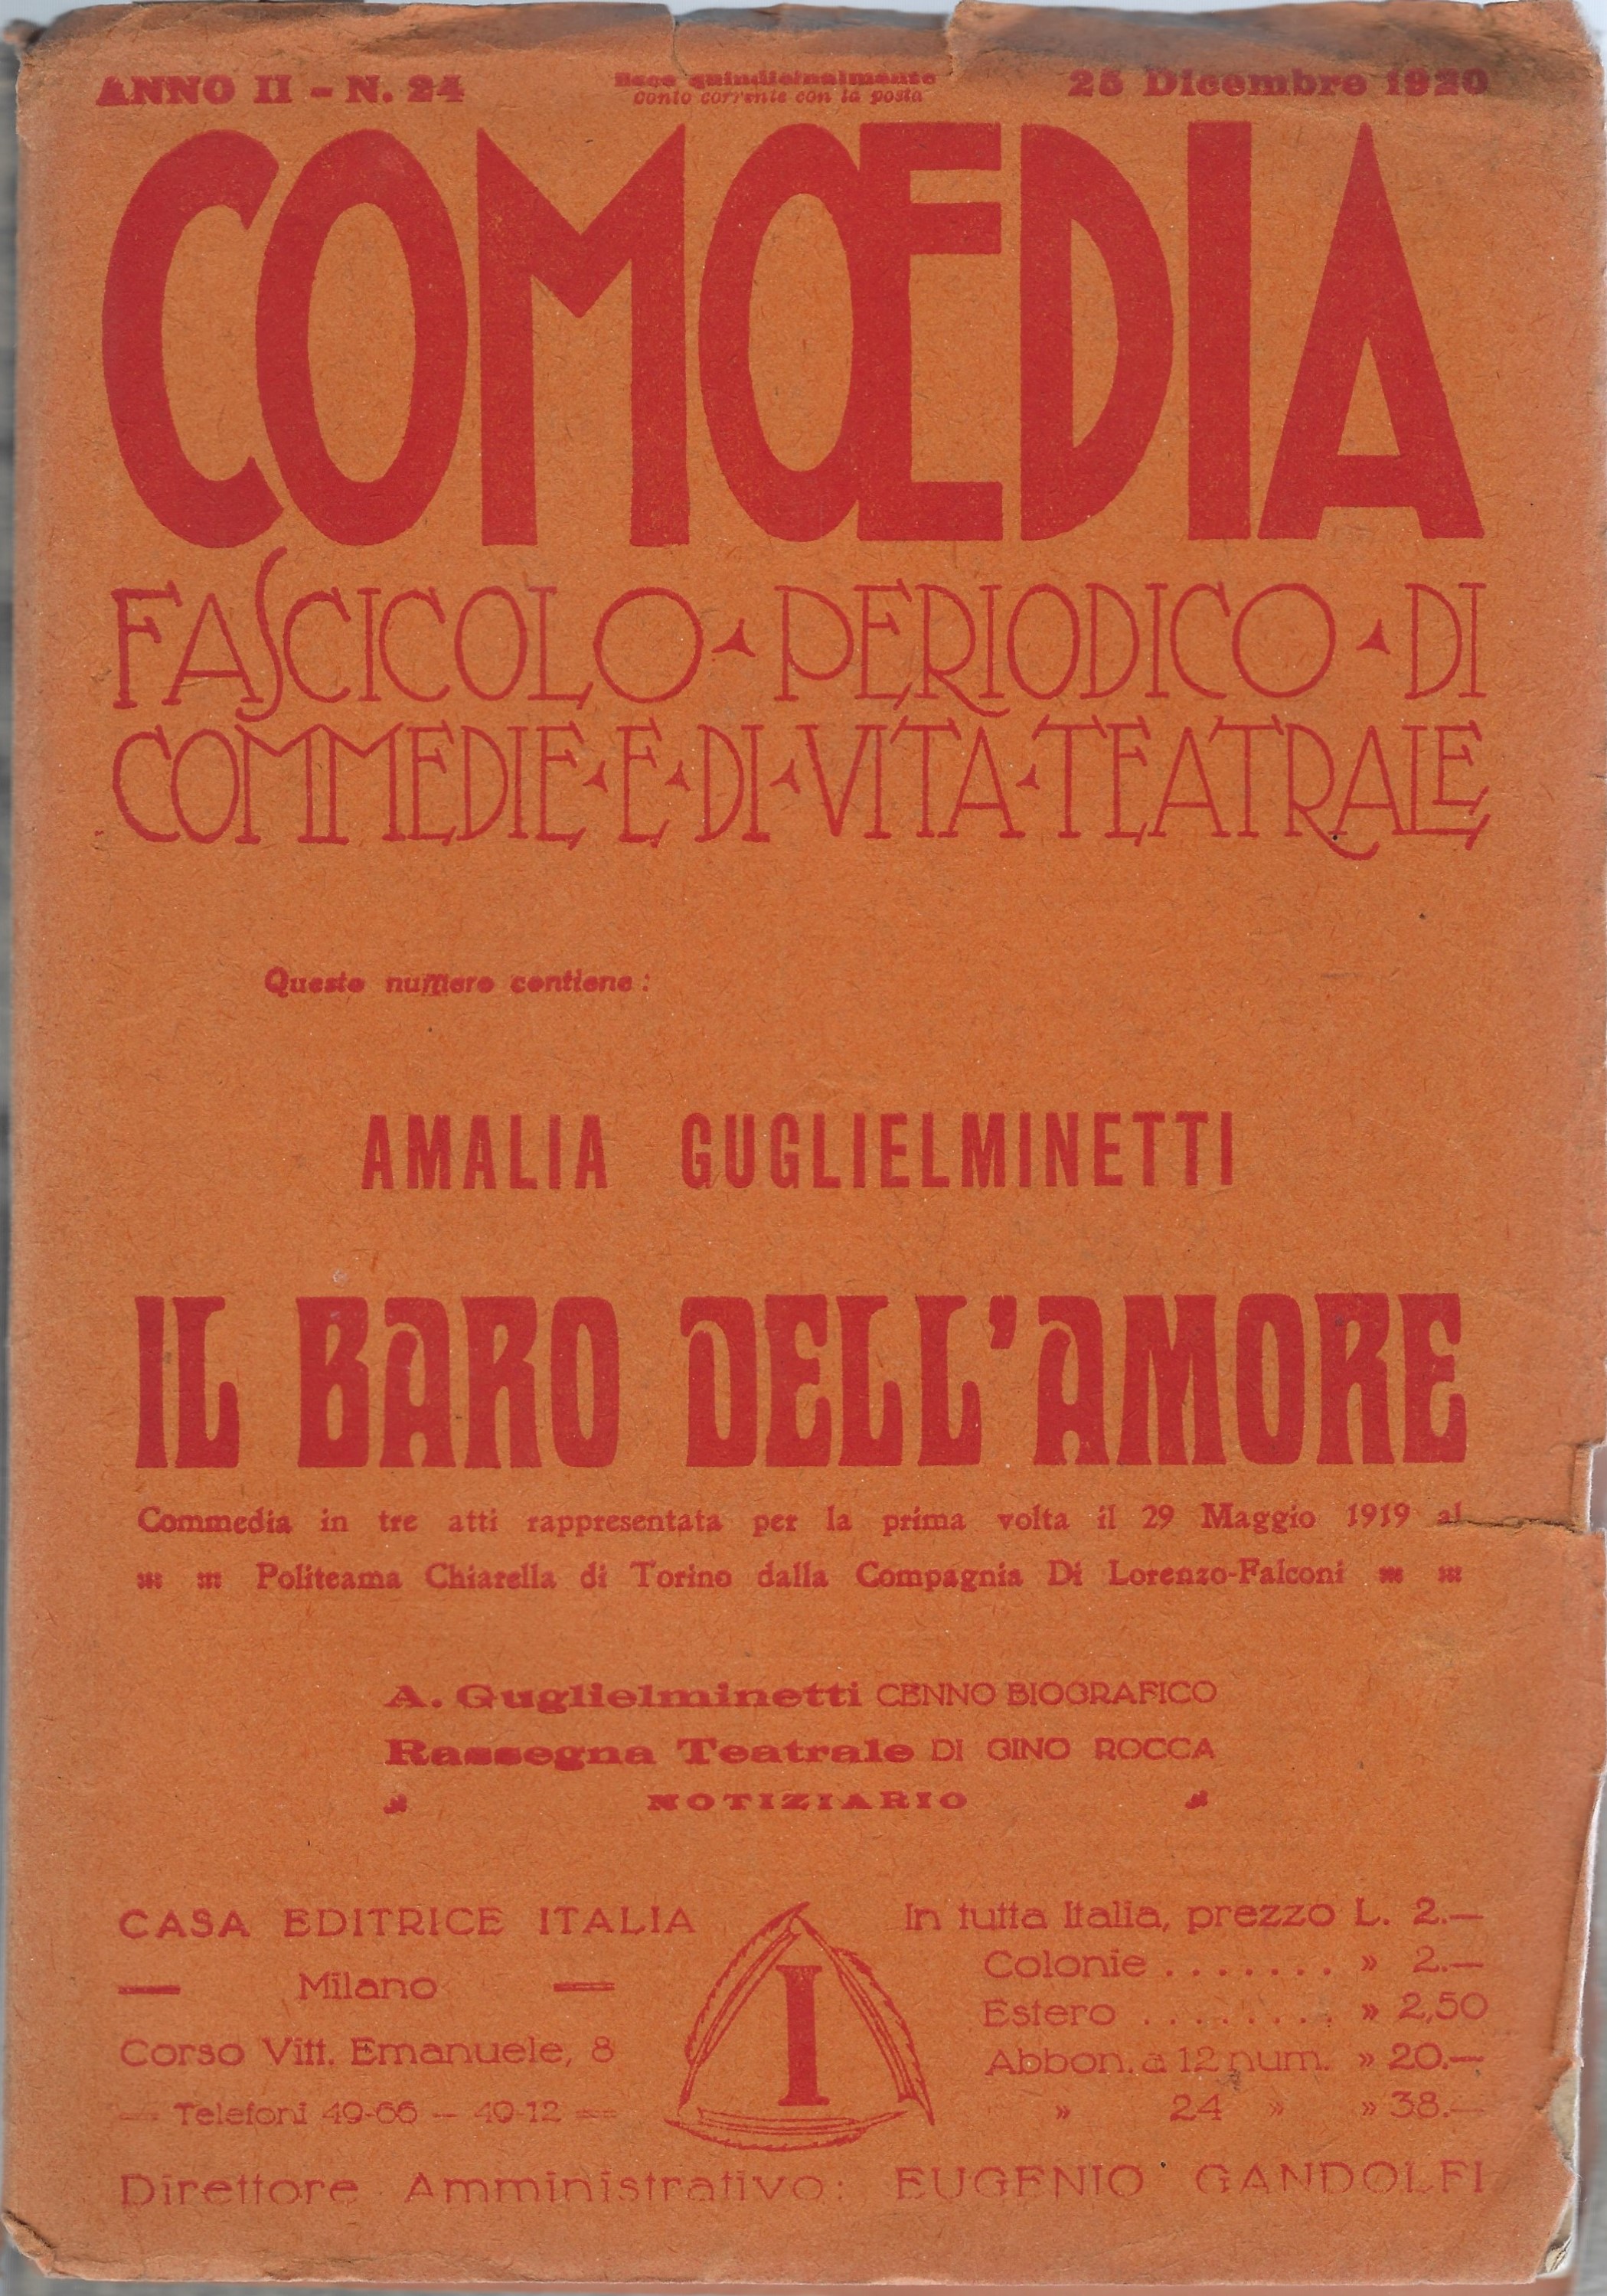 ANNO II – N. 24
Esce quindicinalmente
Conto corrente con la posta
25 Dicembre 1920
COMŒDIA
FASCICOLO · PERIODICO · DI
COMMEDIE · E · DI · VITA · TEATRALE
Questo numero contiene:
AMALIA GUGLIELMINETTI
IL BARO DELL'AMORE
Commedia in tre atti rappresentata per la prima volta il 29 Maggio 1919 al
Politeama Chiarella di Torino dalla Compagnia Di Lorenzo-Falconi
A. Guglielminetti CENNO BIOGRAFICO
Rassegna Teatrale DI GINO ROCCA
NOTIZIARIO
CASA EDITRICE ITALIA
Milano
Corso Vitt. Emanuele, 8
Telefoni 49-66 – 49-12
I
In tutta Italia, prezzo L. 2.—
Colonie . . . . . . . » 2.—
Estero . . . . . . . . » 2,50
Abbon. a 12 num. » 20.—
» 24 » » 38.—
Direttore Amministrativo: EUGENIO GANDOLFI